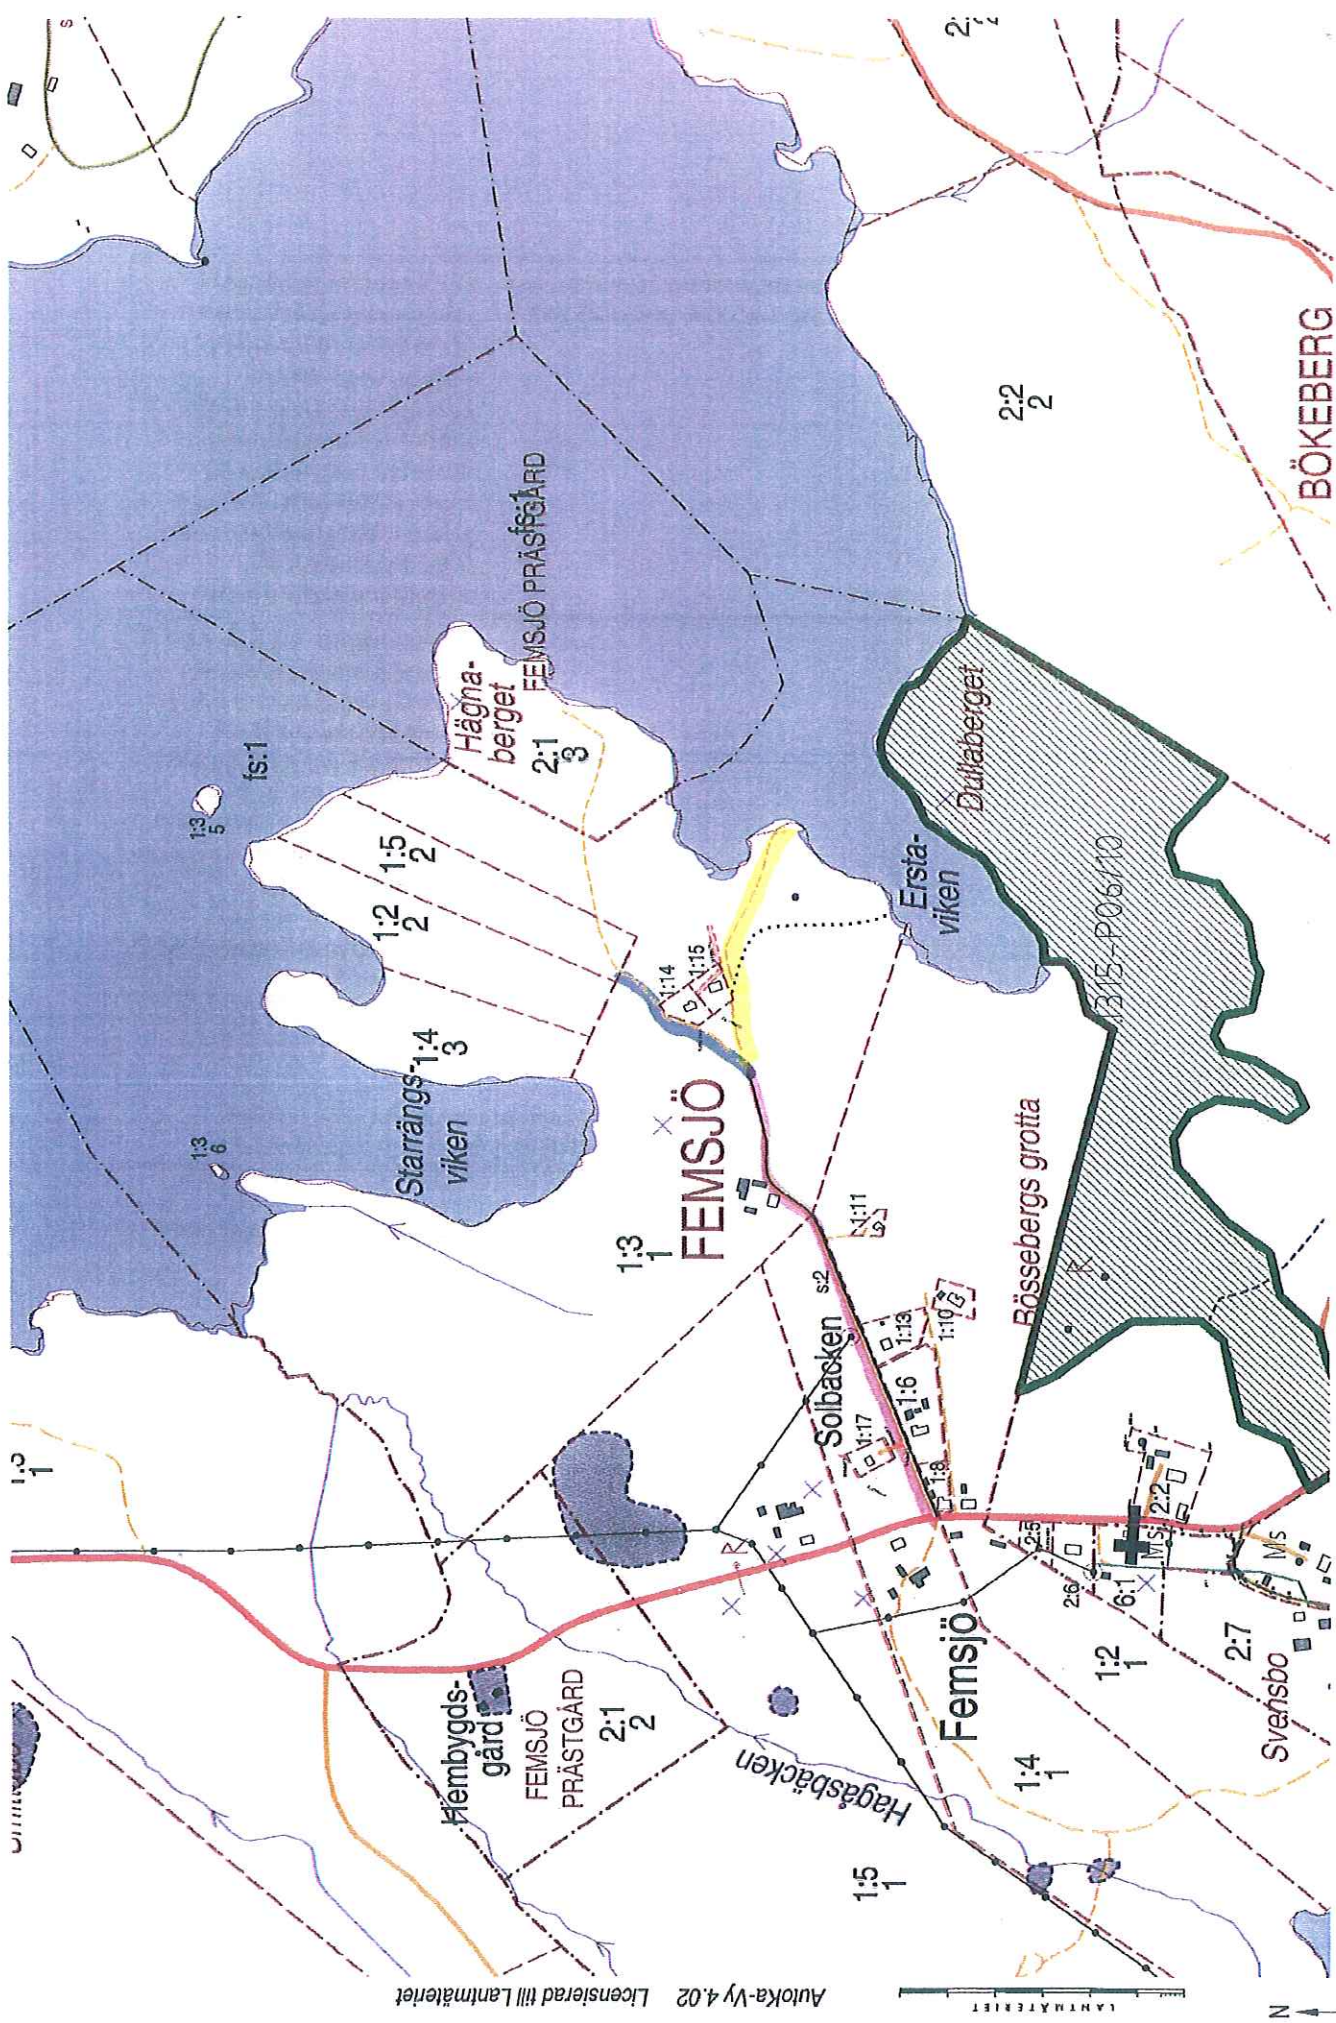 1:3
5
fs:1
Hägna-
berget
2:1
3
FEMSJÖ PRÄSTGÅRD
fs:1
1:5
2
1:2
2
1:3
6
Starrängs-
viken
1:4
3
1:14
1:15
Ersta-
viken
Dullaberget
2:2
2
BÖKEBERG
1315-P06/10
FEMSJÖ
1:3
1
1:11
s:2
Solbacken
1:13
1:10
1:6
1:17
1:8
Bössebergs grotta
R
R
Hembygds-
gård
FEMSJÖ
PRÄSTGÅRD
2:1
2
Hagåsbäcken
Femsjö
2:5
2:6
6:1
2:2
Ms
Ms
1:2
1
2:7
Svensbo
1:4
1
1:5
1
AutoKa-Vy 4.02 Licensierad till Lantmäteriet
LANTMÄTERIET
N